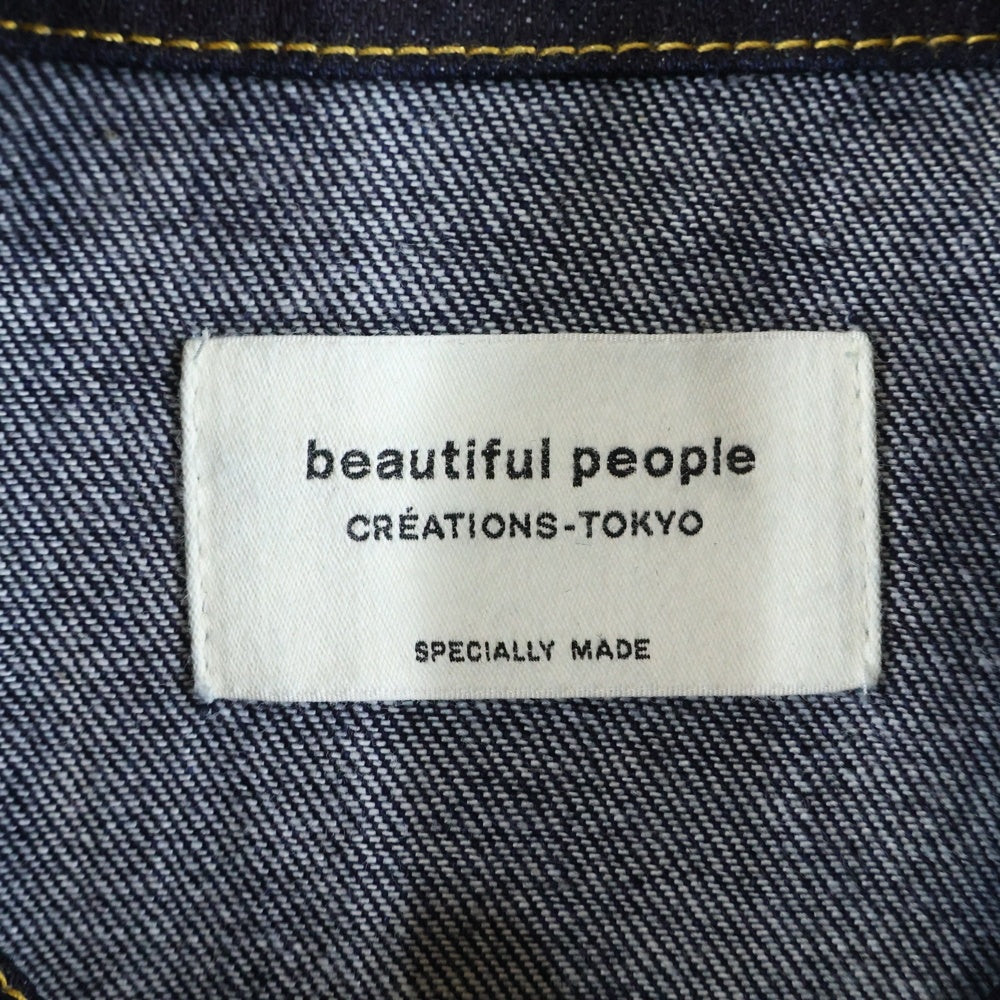 beautiful people
CRÉATIONS-TOKYO
SPECIALLY MADE